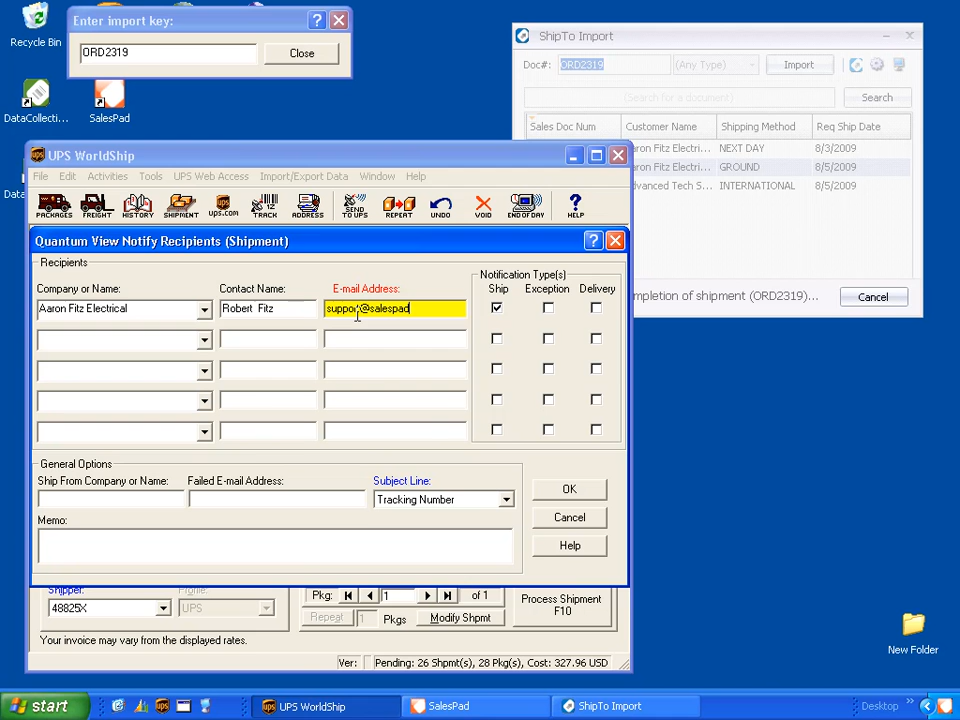 Enter import key:
ORD2319
Close
Recycle Bin
DataCollecti...
SalesPad
ShipTo Import
Doc#:
ORD2319
(Any Type)
Import
(Search for a document)
Search
Sales Doc Num
Customer Name
Shipping Method
Req Ship Date
aron Fitz Electri...
NEXT DAY
8/3/2009
aron Fitz Electri...
GROUND
8/5/2009
dvanced Tech S...
INTERNATIONAL
8/5/2009
mpletion of shipment (ORD2319)...
Cancel
UPS WorldShip
File Edit Activities Tools UPS Web Access Import/Export Data Window Help
PACKAGES FREIGHT HISTORY SHIPMENT ups.com TRACK ADDRESS SEND TO UPS REPEAT UNDO VOID END OF DAY HELP
Quantum View Notify Recipients (Shipment)
Recipients
Notification Type(s)
Company or Name: Contact Name: E-mail Address: Ship Exception Delivery
Aaron Fitz Electrical Robert Fitz support@salespad
General Options
Ship From Company or Name: Failed E-mail Address: Subject Line:
Tracking Number
Memo:
OK
Cancel
Help
Shipper:
Profile:
48825X
UPS
Pkg: 1 of 1
Repeat 1 Pkgs Modify Shpmt
Process Shipment
F10
Your invoice may vary from the displayed rates.
Ver: Pending: 26 Shpmt(s), 28 Pkg(s), Cost: 327.96 USD
New Folder
start
UPS WorldShip
SalesPad
ShipTo Import
Desktop